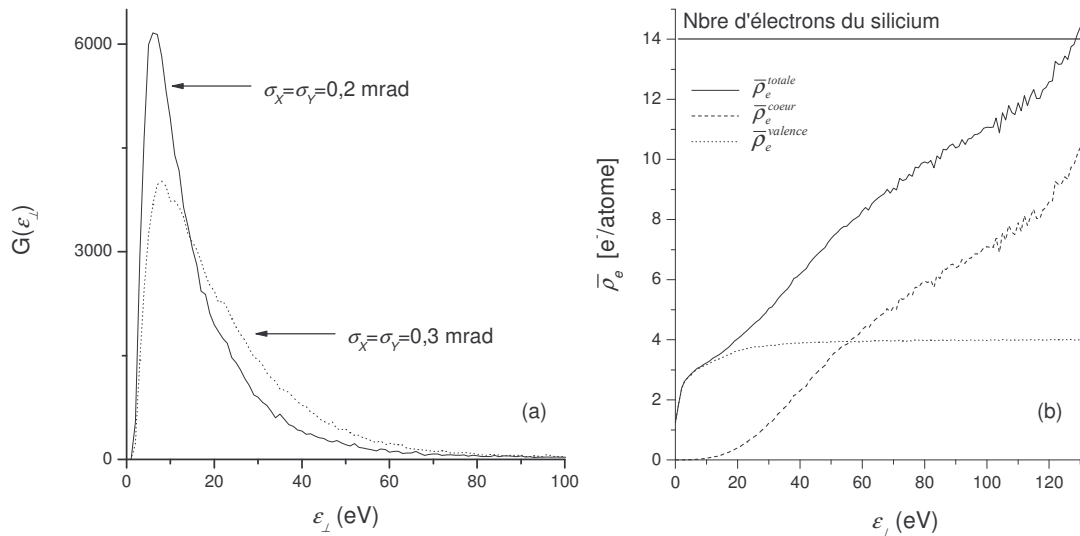 6000
3000
0
G(ε⊥)
σX=σY=0,2 mrad
σX=σY=0,3 mrad
(a)
0 20 40 60 80 100
ε⊥ (eV)
Nbre d'électrons du silicium
14
12
10
8
6
4
2
0
ρ̅e [e-/atome]
ρ̅e totale
ρ̅e coeur
ρ̅e valence
(b)
0 20 40 60 80 100 120
ε⊥ (eV)